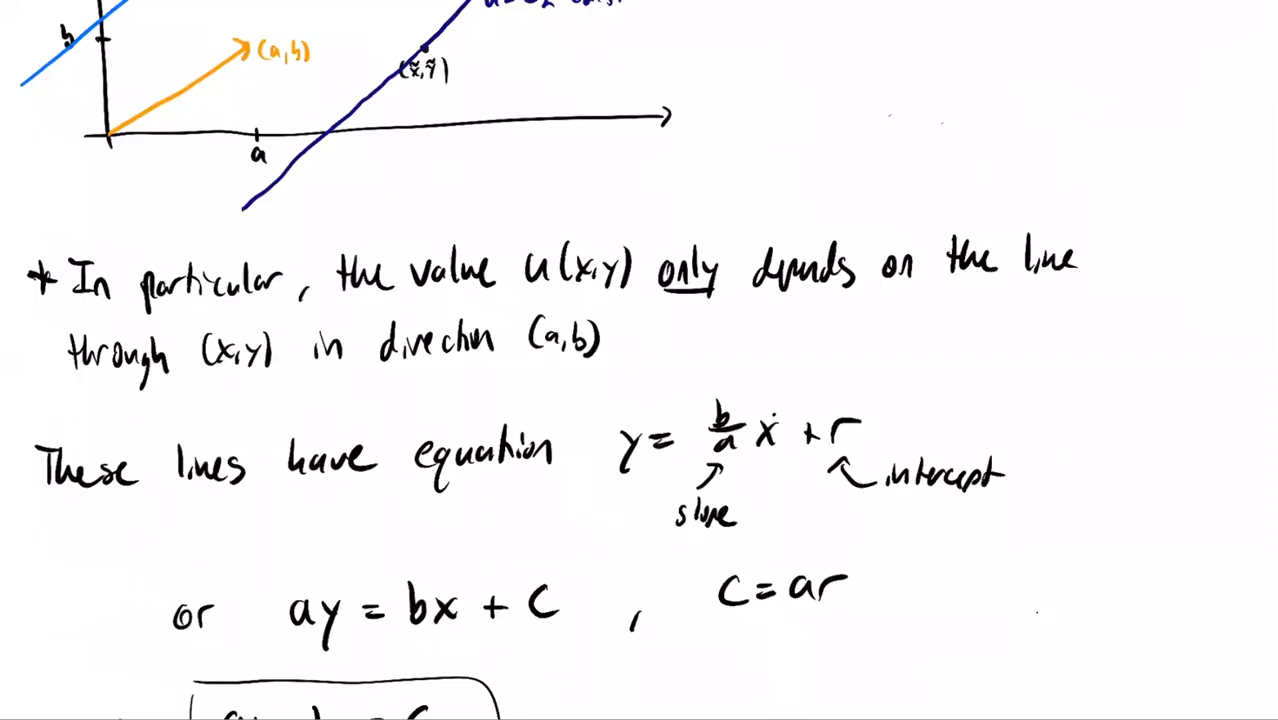 b
(a,b)
(x̃,ỹ)
a
* In particular, the value u(x,y) only depends on the line
through (x,y) in direction (a,b)
These lines have equation y = b/a x + r
slope
intercept
or ay = bx + c , c = ar